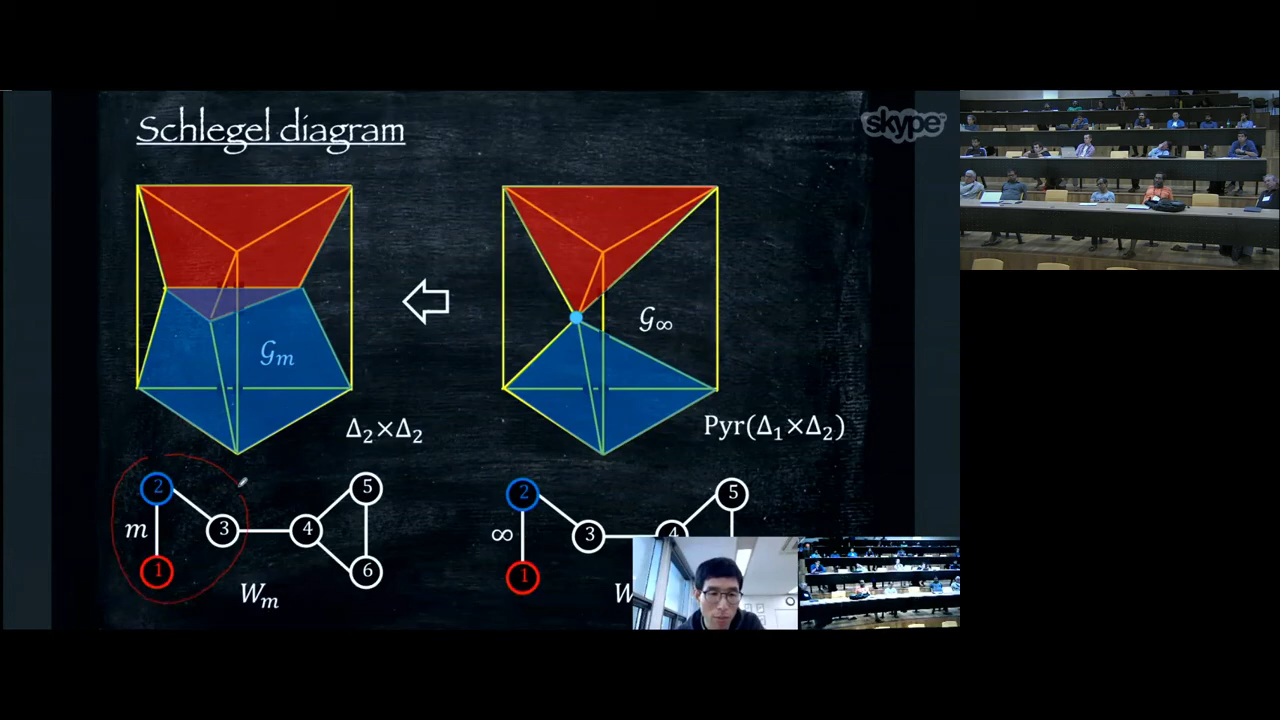 Schlegel diagram
skype
𝒢ₘ
𝒢∞
Δ₂×Δ₂
Pyr(Δ₁×Δ₂)
2
5
m
3
4
1
6
Wₘ
2
5
∞
3
4
1
W